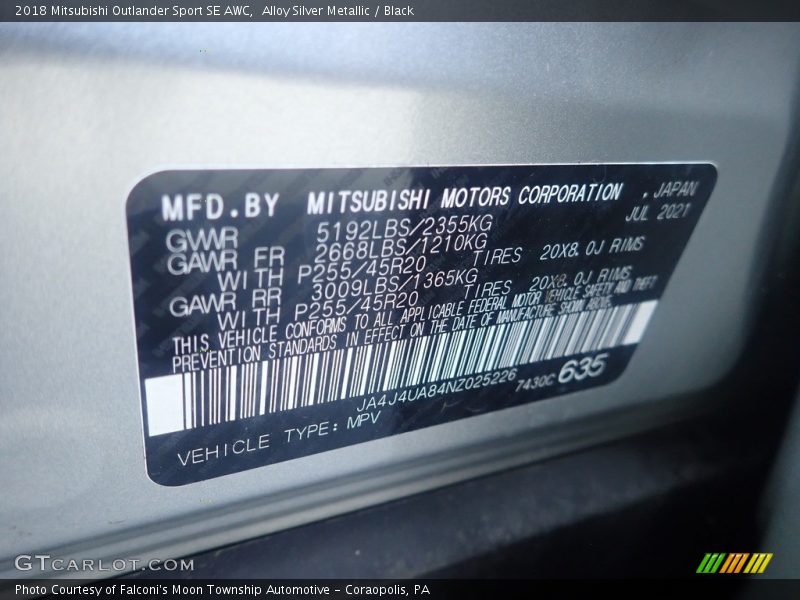 2018 Mitsubishi Outlander Sport SE AWC,  Alloy Silver Metallic / Black
MFD.BY MITSUBISHI MOTORS CORPORATION , JAPAN
JUL 2021
GVWR 5192LBS/2355KG
GAWR FR 2668LBS/1210KG
WITH P255/45R20 TIRES 20X8.0J RIMS
GAWR RR 3009LBS/1365KG
WITH P255/45R20 TIRES 20X8.0J RIMS
THIS VEHICLE CONFORMS TO ALL APPLICABLE FEDERAL MOTOR VEHICLE SAFETY AND THEFT
PREVENTION STANDARDS IN EFFECT ON THE DATE OF MANUFACTURE SHOWN ABOVE.
JA4J4UA84NZ025226 7430C 635
VEHICLE TYPE: MPV
GTCARLOT.COM
Photo Courtesy of Falconi's Moon Township Automotive – Coraopolis, PA